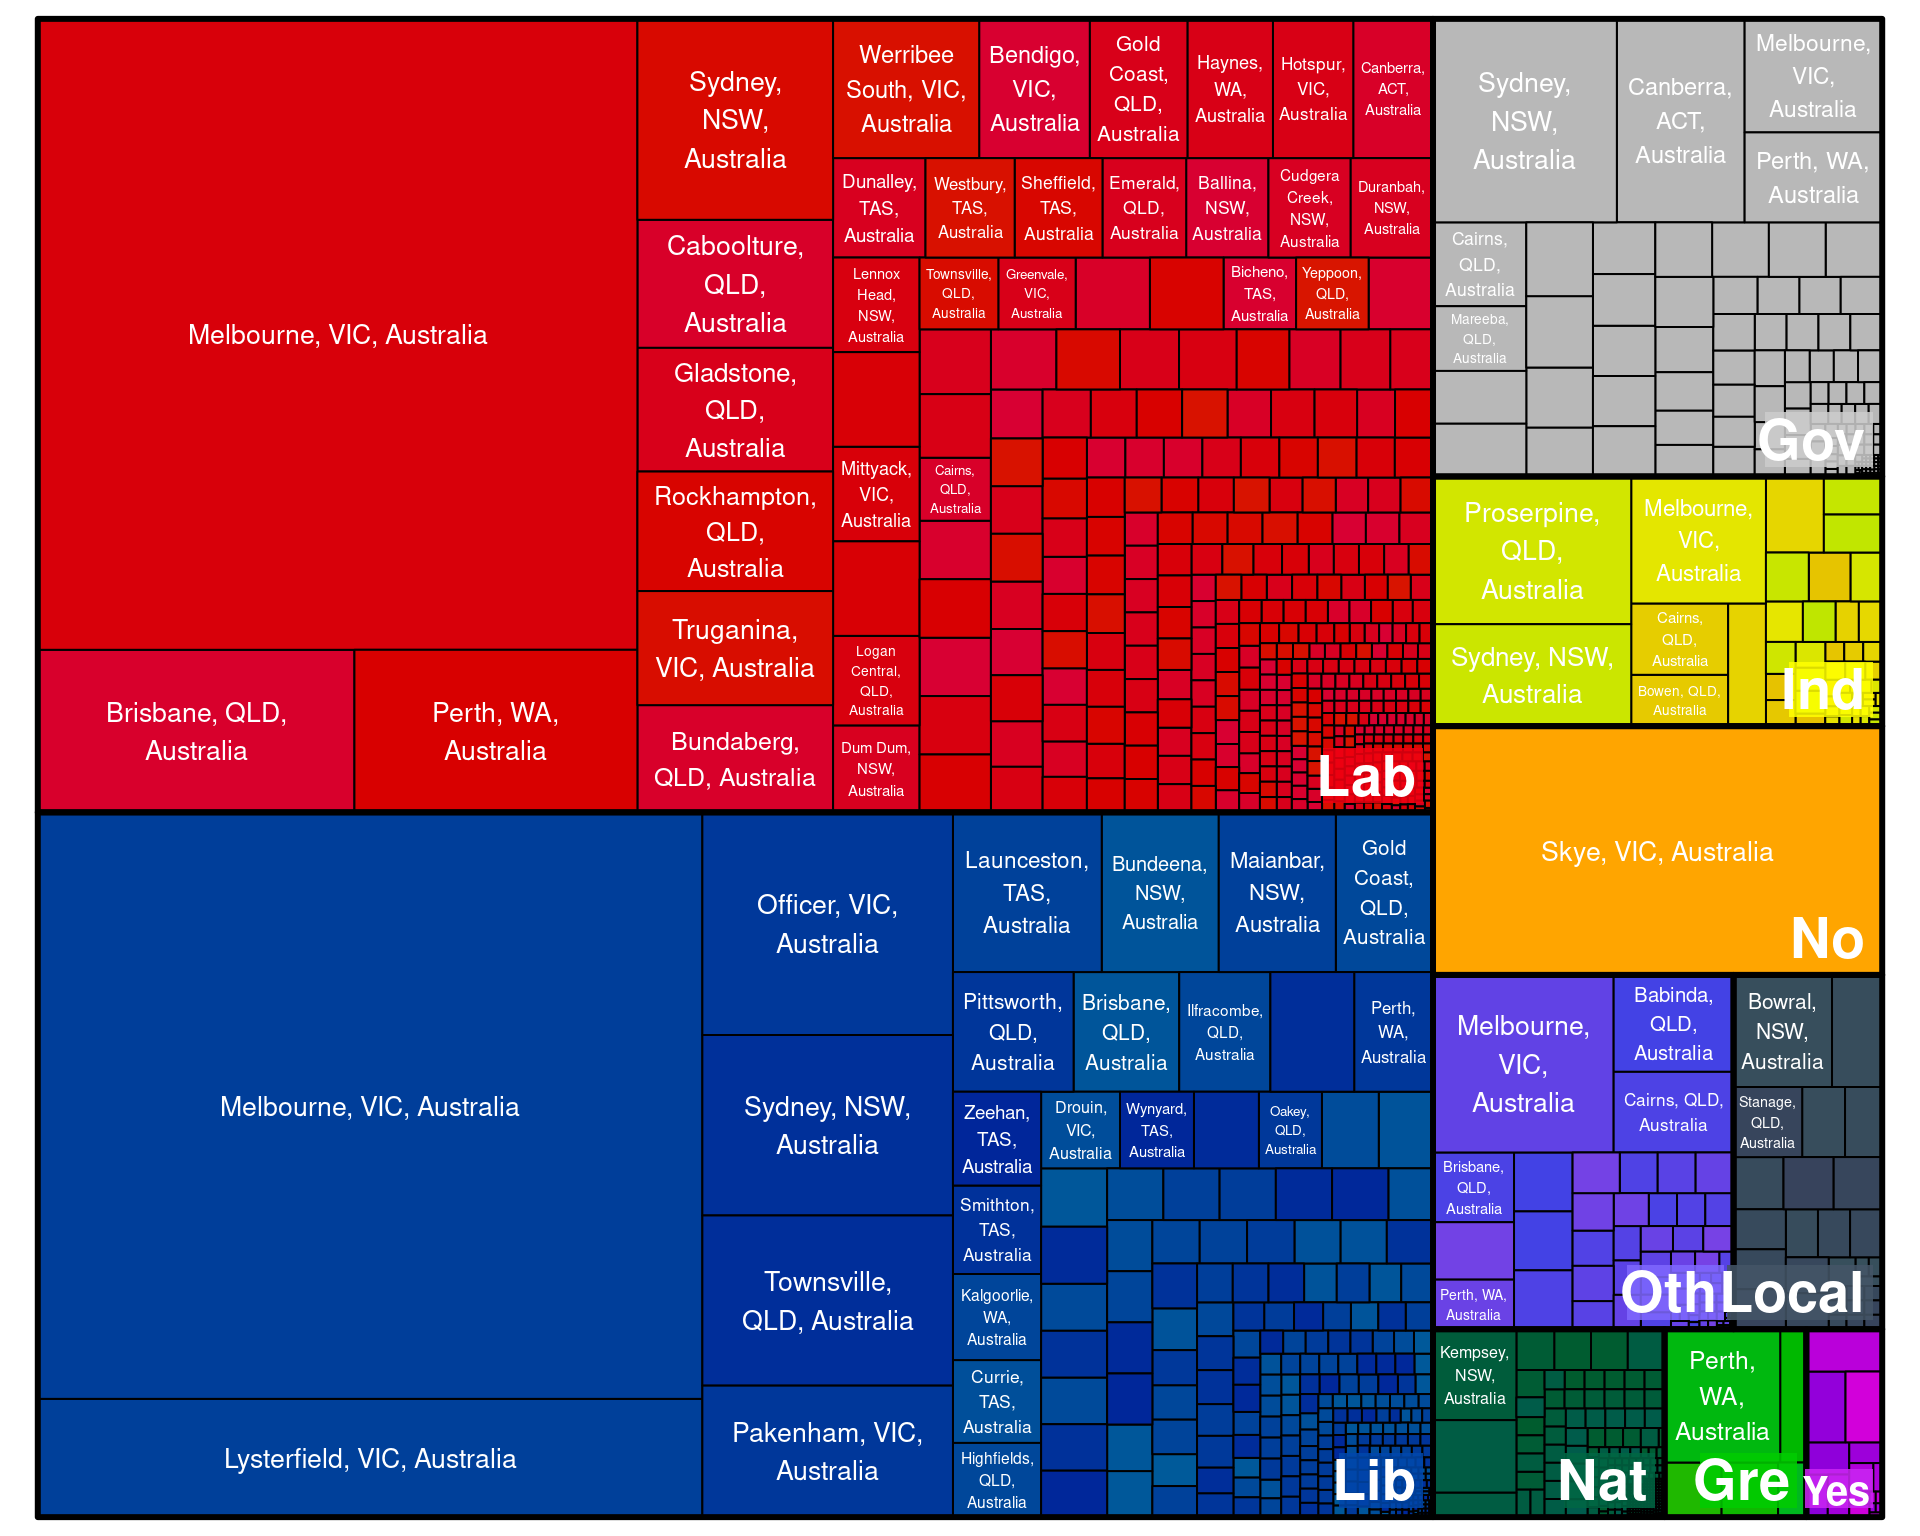 Melbourne, VIC, Australia
Brisbane, QLD,
Australia
Perth, WA,
Australia
Sydney,
NSW,
Australia
Caboolture,
QLD,
Australia
Gladstone,
QLD,
Australia
Rockhampton,
QLD,
Australia
Truganina,
VIC, Australia
Bundaberg,
QLD, Australia
Werribee
South, VIC,
Australia
Bendigo,
VIC,
Australia
Gold
Coast,
QLD,
Australia
Haynes,
WA,
Australia
Hotspur,
VIC,
Australia
Canberra,
ACT,
Australia
Dunalley,
TAS,
Australia
Westbury,
TAS,
Australia
Sheffield,
TAS,
Australia
Emerald,
QLD,
Australia
Ballina,
NSW,
Australia
Cudgera
Creek,
NSW,
Australia
Duranbah,
NSW,
Australia
Lennox
Head,
NSW,
Australia
Townsville,
QLD,
Australia
Greenvale,
VIC,
Australia
Bicheno,
TAS,
Australia
Yeppoon,
QLD,
Australia
Mittyack,
VIC,
Australia
Cairns,
QLD,
Australia
Logan
Central,
QLD,
Australia
Dum Dum,
NSW,
Australia
Lab
Melbourne, VIC, Australia
Lysterfield, VIC, Australia
Officer, VIC,
Australia
Sydney, NSW,
Australia
Townsville,
QLD, Australia
Pakenham, VIC,
Australia
Launceston,
TAS,
Australia
Bundeena,
NSW,
Australia
Maianbar,
NSW,
Australia
Gold
Coast,
QLD,
Australia
Pittsworth,
QLD,
Australia
Brisbane,
QLD,
Australia
Ilfracombe,
QLD,
Australia
Perth,
WA,
Australia
Zeehan,
TAS,
Australia
Drouin,
VIC,
Australia
Wynyard,
TAS,
Australia
Oakey,
QLD,
Australia
Smithton,
TAS,
Australia
Kalgoorlie,
WA,
Australia
Currie,
TAS,
Australia
Highfields,
QLD,
Australia
Lib
Sydney,
NSW,
Australia
Canberra,
ACT,
Australia
Melbourne,
VIC,
Australia
Perth, WA,
Australia
Cairns,
QLD,
Australia
Mareeba,
QLD,
Australia
Gov
Proserpine,
QLD,
Australia
Sydney, NSW,
Australia
Melbourne,
VIC,
Australia
Cairns,
QLD,
Australia
Bowen, QLD,
Australia
Ind
Skye, VIC, Australia
No
Melbourne,
VIC,
Australia
Babinda,
QLD,
Australia
Cairns, QLD,
Australia
Brisbane,
QLD,
Australia
Perth, WA,
Australia
Oth
Bowral,
NSW,
Australia
Stanage,
QLD,
Australia
Local
Kempsey,
NSW,
Australia
Nat
Perth,
WA,
Australia
Gre
Yes